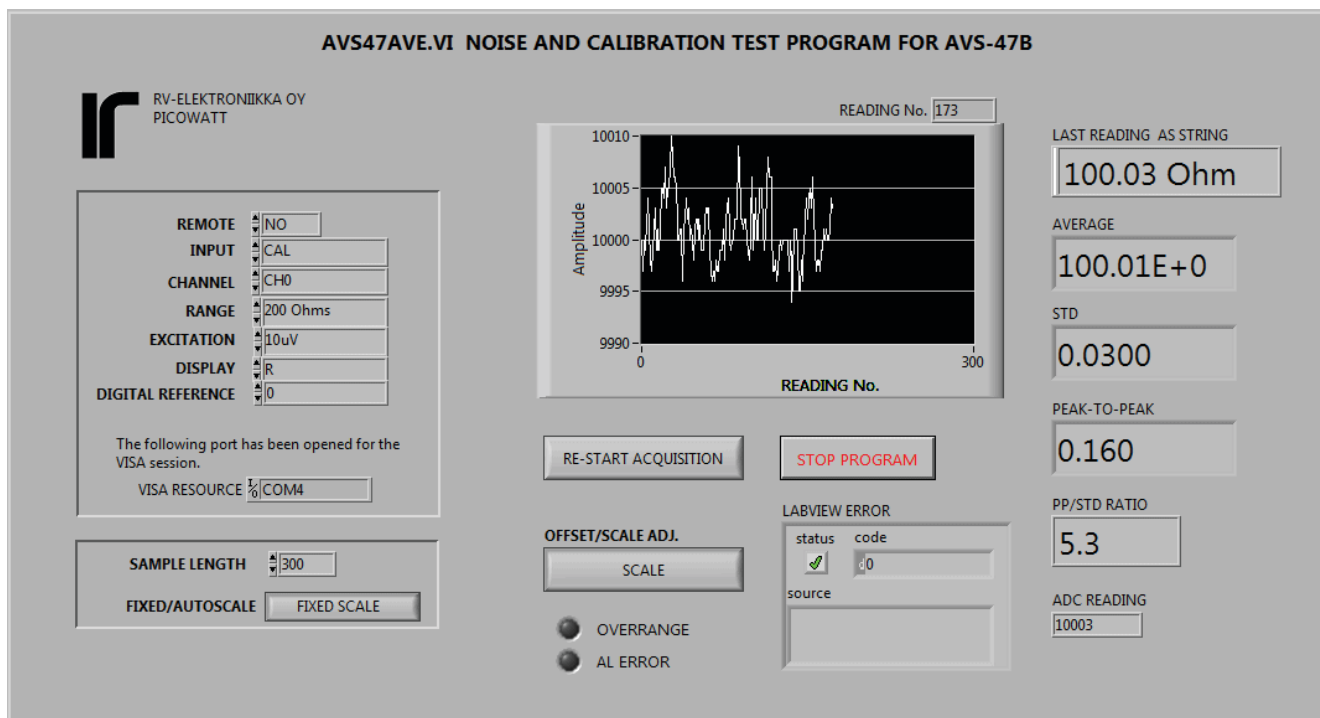 AVS47AVE.VI NOISE AND CALIBRATION TEST PROGRAM FOR AVS-47B
RV-ELEKTRONIIKKA OY
PICOWATT
REMOTE NO
INPUT CAL
CHANNEL CH0
RANGE 200 Ohms
EXCITATION 10uV
DISPLAY R
DIGITAL REFERENCE 0
The following port has been opened for the
VISA session.
VISA RESOURCE I/O COM4
SAMPLE LENGTH 300
FIXED/AUTOSCALE FIXED SCALE
READING No. 173
10010
10005
10000
9995
9990
Amplitude
0 300
READING No.
RE-START ACQUISITION STOP PROGRAM
OFFSET/SCALE ADJ.
SCALE
OVERRANGE
AL ERROR
LABVIEW ERROR
status code
d0
source
LAST READING AS STRING
100.03 Ohm
AVERAGE
100.01E+0
STD
0.0300
PEAK-TO-PEAK
0.160
PP/STD RATIO
5.3
ADC READING
10003